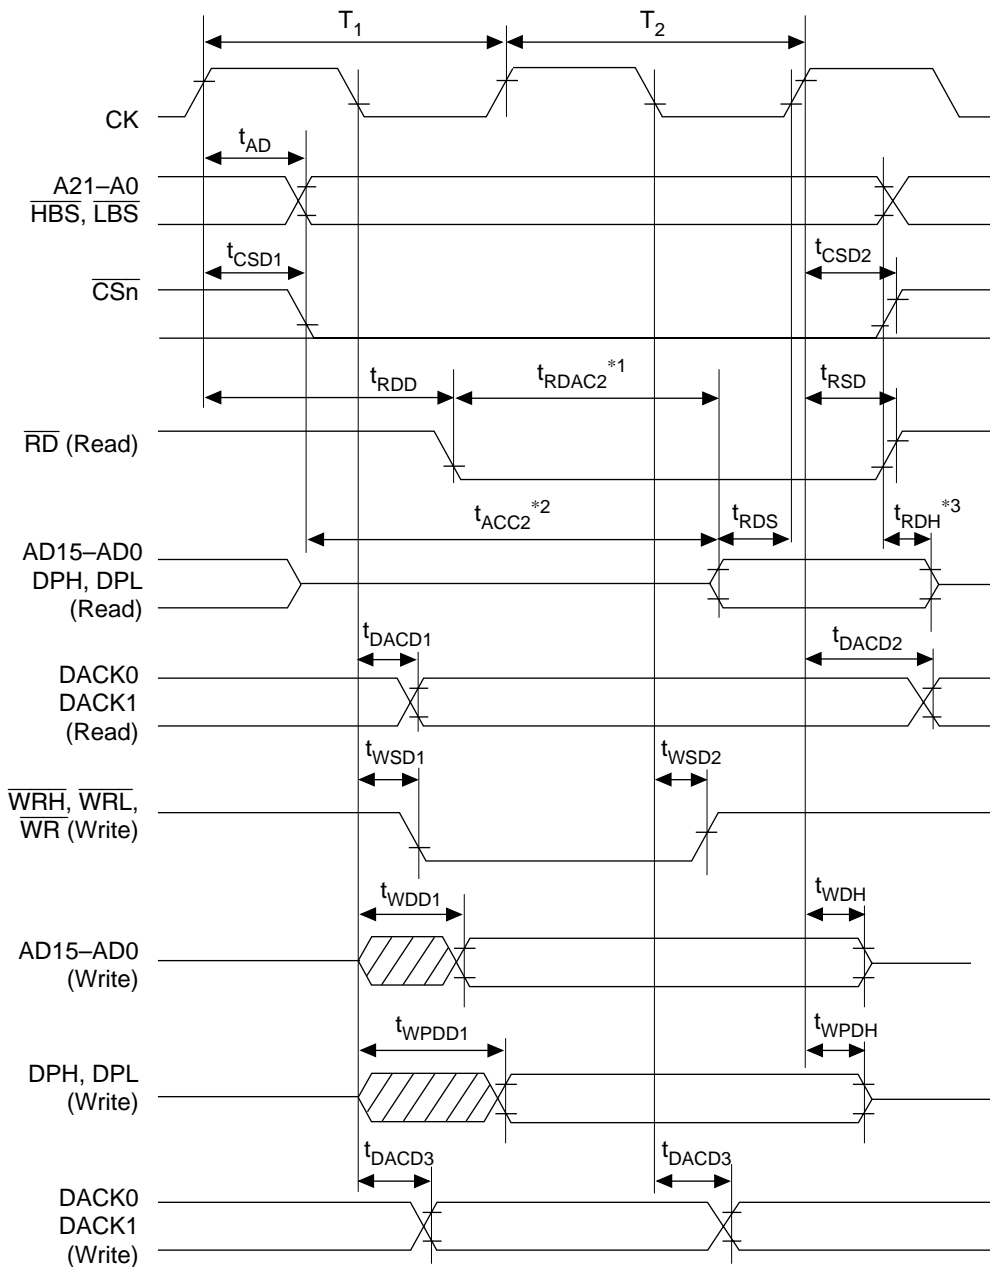 T1 T2
CK
tAD
A21–A0
HBS, LBS
tCSD1 tCSD2
CSn
tRDD tRDAC2*1 tRSD
RD (Read)
tACC2*2 tRDS tRDH*3
AD15–AD0
DPH, DPL
(Read)
tDACD1 tDACD2
DACK0
DACK1
(Read)
tWSD1 tWSD2
WRH, WRL,
WR (Write)
tWDD1 tWDH
AD15–AD0
(Write)
tWPDD1 tWPDH
DPH, DPL
(Write)
tDACD3 tDACD3
DACK0
DACK1
(Write)